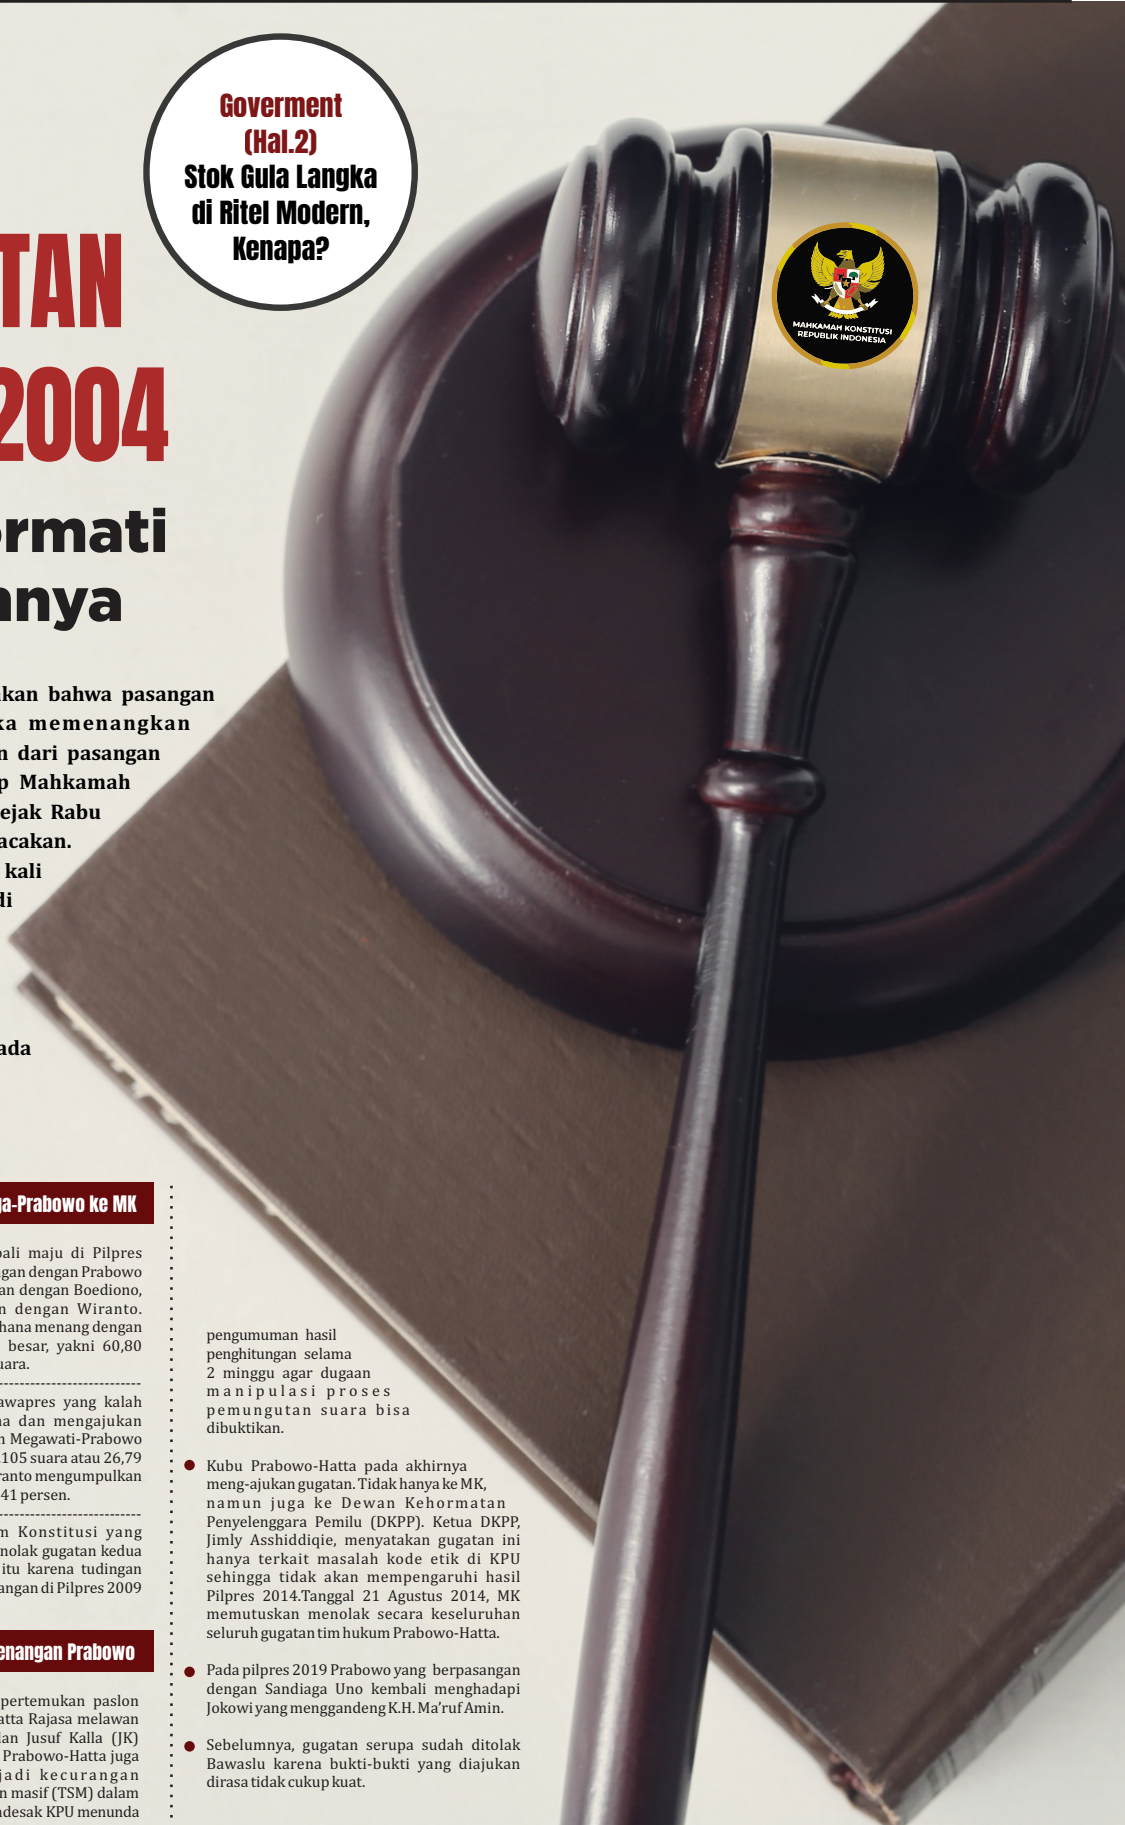 Goverment
(Hal.2)
Stok Gula Langka
di Ritel Modern,
Kenapa?
MAHKAMAH KONSTITUSI
REPUBLIK INDONESIA
TAN
2004
rmati
nya
kan bahwa pasangan
ka memenangkan
n dari pasangan
p Mahkamah
ejak Rabu
acakan.
kali
di
ada
ga-Prabowo ke MK
bali maju di Pilpres
ngan dengan Prabowo
an dengan Boediono,
n dengan Wiranto.
hana menang dengan
besar, yakni 60,80
uara.
awapres yang kalah
na dan mengajukan
n Megawati-Prabowo
.105 suara atau 26,79
ranto mengumpulkan
41 persen.
m Konstitusi yang
nolak gugatan kedua
itu karena tudingan
angan di Pilpres 2009
enangan Prabowo
pertemukan paslon
atta Rajasa melawan
dan Jusuf Kalla (JK)
Prabowo-Hatta juga
jadi kecurangan
n masif (TSM) dalam
ndesak KPU menunda
pengumuman hasil
penghitungan selama
2 minggu agar dugaan
manipulasi proses
pemungutan suara bisa
dibuktikan.
Kubu Prabowo-Hatta pada akhirnya
meng-ajukan gugatan. Tidak hanya ke MK,
namun juga ke Dewan Kehormatan
Penyelenggara Pemilu (DKPP). Ketua DKPP,
Jimly Asshiddiqie, menyatakan gugatan ini
hanya terkait masalah kode etik di KPU
sehingga tidak akan mempengaruhi hasil
Pilpres 2014.Tanggal 21 Agustus 2014, MK
memutuskan menolak secara keseluruhan
seluruh gugatan tim hukum Prabowo-Hatta.
Pada pilpres 2019 Prabowo yang berpasangan
dengan Sandiaga Uno kembali menghadapi
Jokowi yang menggandeng K.H. Ma’ruf Amin.
Sebelumnya, gugatan serupa sudah ditolak
Bawaslu karena bukti-bukti yang diajukan
dirasa tidak cukup kuat.